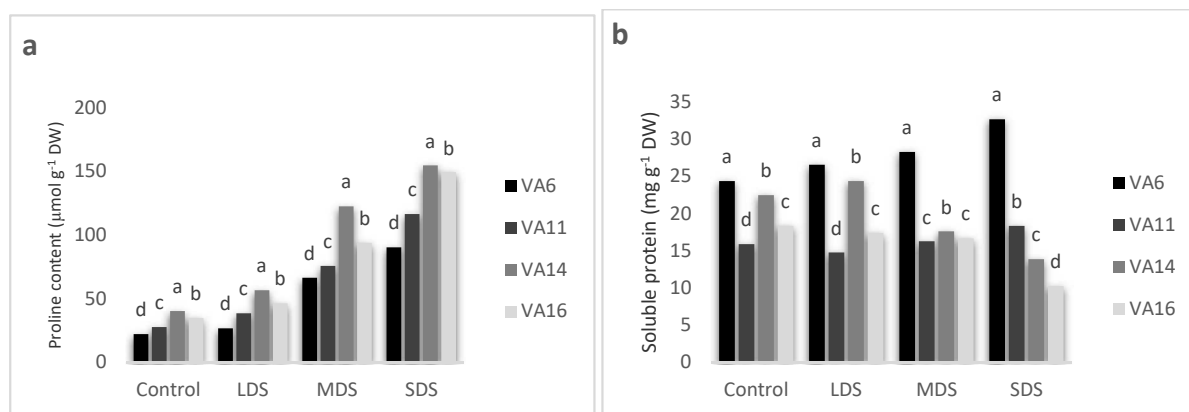 a
Proline content (µmol g⁻¹ DW)
200
150
100
50
0
d c a b
d c a b
d c a b
d c a b
Control LDS MDS SDS
VA6
VA11
VA14
VA16
b
Soluble protein (mg g⁻¹ DW)
35
30
25
20
15
10
5
0
a d b c
a d b c
a c b c
a b c d
Control LDS MDS SDS
VA6
VA11
VA14
VA16